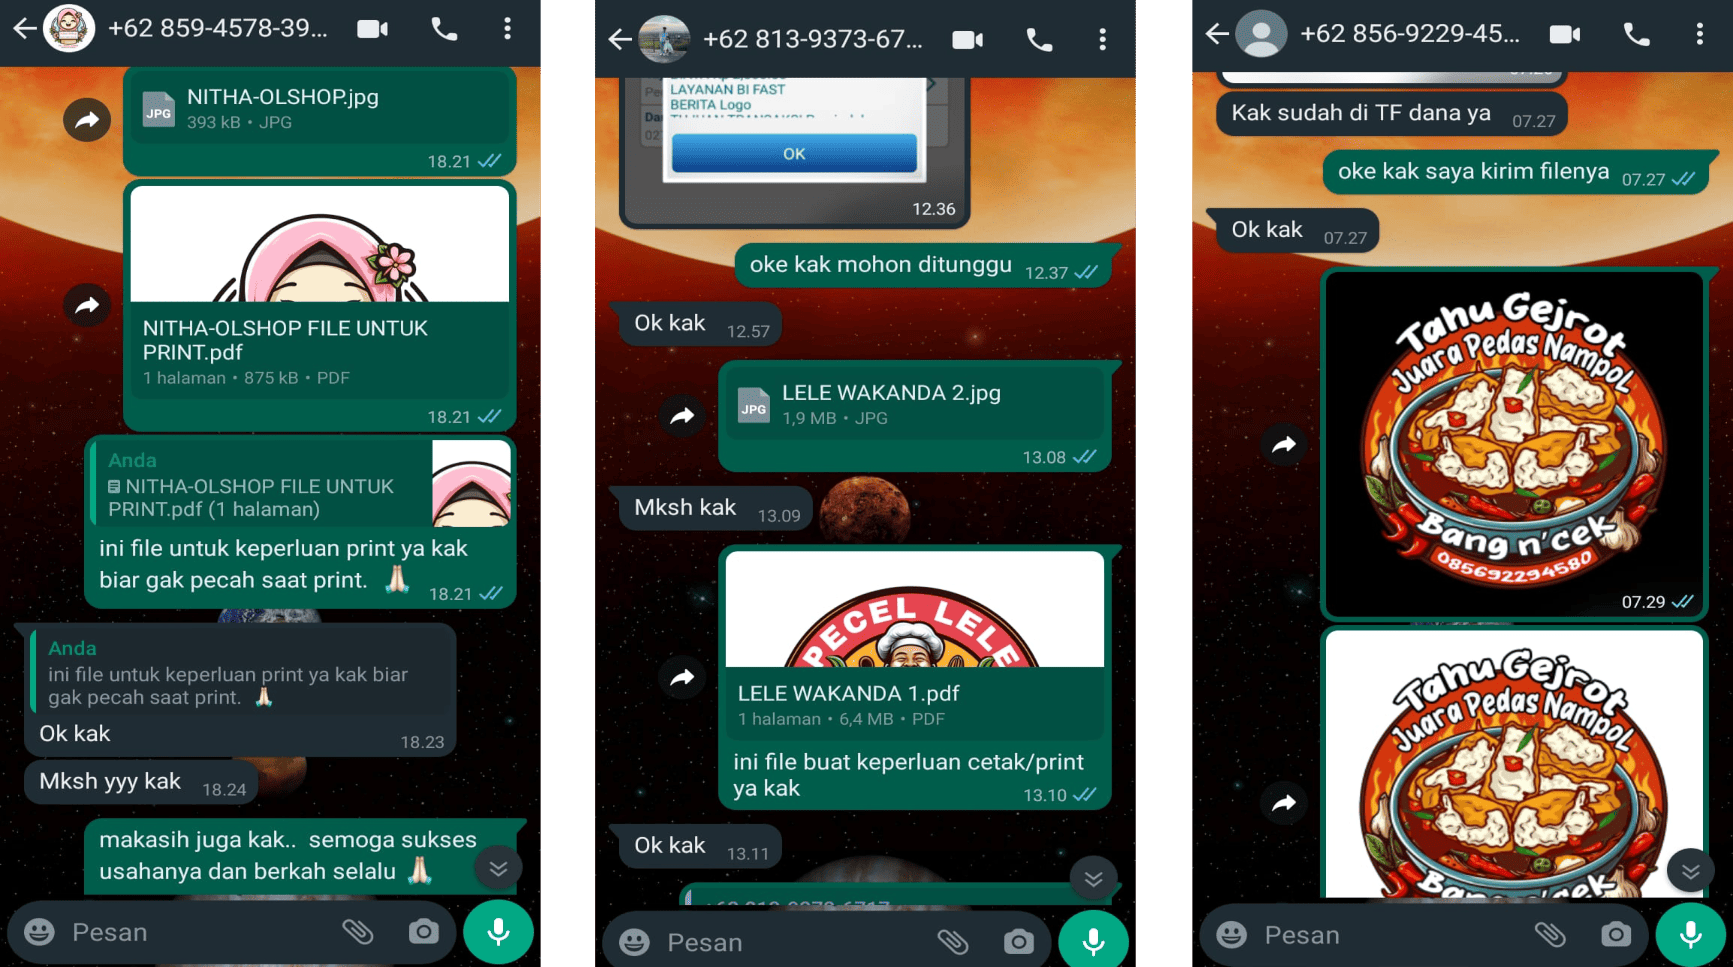 +62 859-4578-39...
JPG
NITHA-OLSHOP.jpg
393 kB • JPG
18.21
NITHA-OLSHOP FILE UNTUK
PRINT.pdf
1 halaman • 875 kB • PDF
18.21
Anda
NITHA-OLSHOP FILE UNTUK
PRINT.pdf (1 halaman)
ini file untuk keperluan print ya kak
biar gak pecah saat print. 🙏🏻
18.21
Anda
ini file untuk keperluan print ya kak biar
gak pecah saat print. 🙏🏻
Ok kak
18.23
Mksh yyy kak 18.24
makasih juga kak.. semoga sukses
usahanya dan berkah selalu 🙏🏻
Pesan
+62 813-9373-67...
LAYANAN BI FAST
BERITA Logo
OK
12.36
oke kak mohon ditunggu 12.37
Ok kak 12.57
JPG
LELE WAKANDA 2.jpg
1,9 MB • JPG
13.08
Mksh kak 13.09
PECEL LELE
LELE WAKANDA 1.pdf
1 halaman • 6,4 MB • PDF
ini file buat keperluan cetak/print
ya kak
13.10
Ok kak 13.11
Pesan
+62 856-9229-45...
Kak sudah di TF dana ya 07.27
oke kak saya kirim filenya 07.27
Ok kak 07.27
Tahu Gejrot
Juara Pedas Nampol
Bang n'cek
085692294580
07.29
Tahu Gejrot
Juara Pedas Nampol
Bang n'cek
Pesan